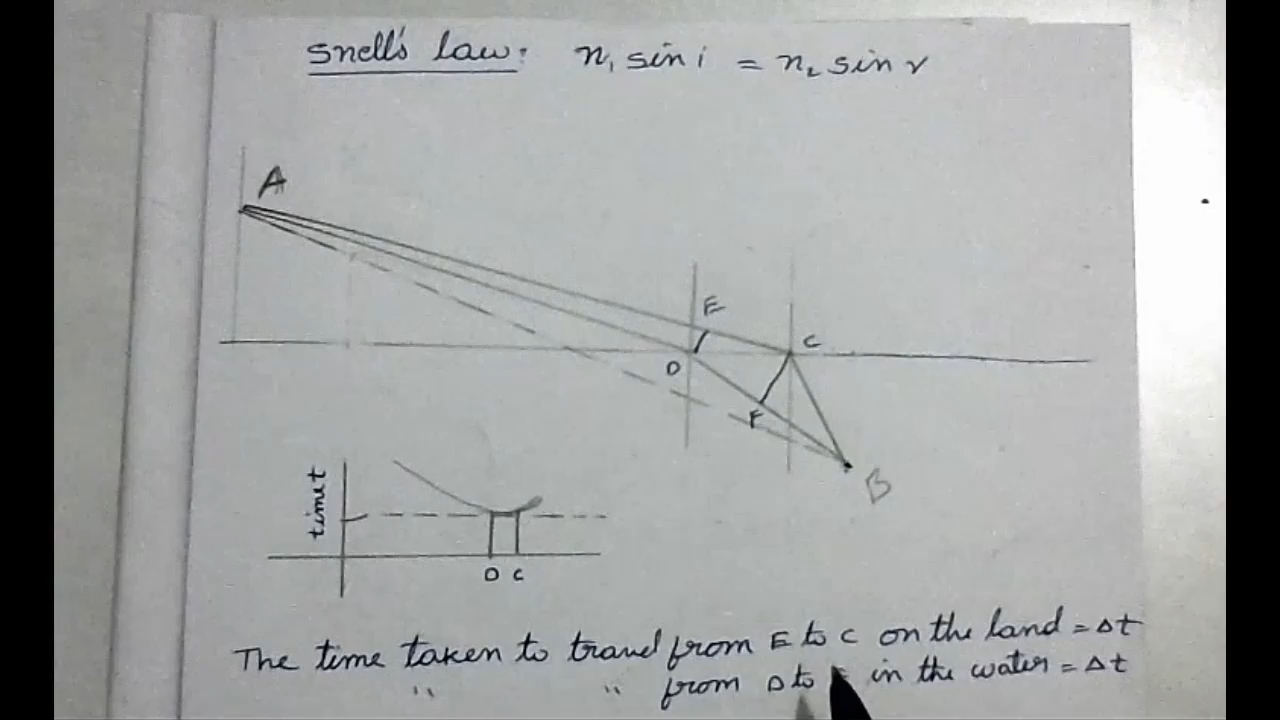 Snell's law: n₁ sin i = n₂ sin r
A
E
C
D
F
B
time t
D C
The time taken to travel from E to C on the land = Δt
" " from D to in the water = Δt